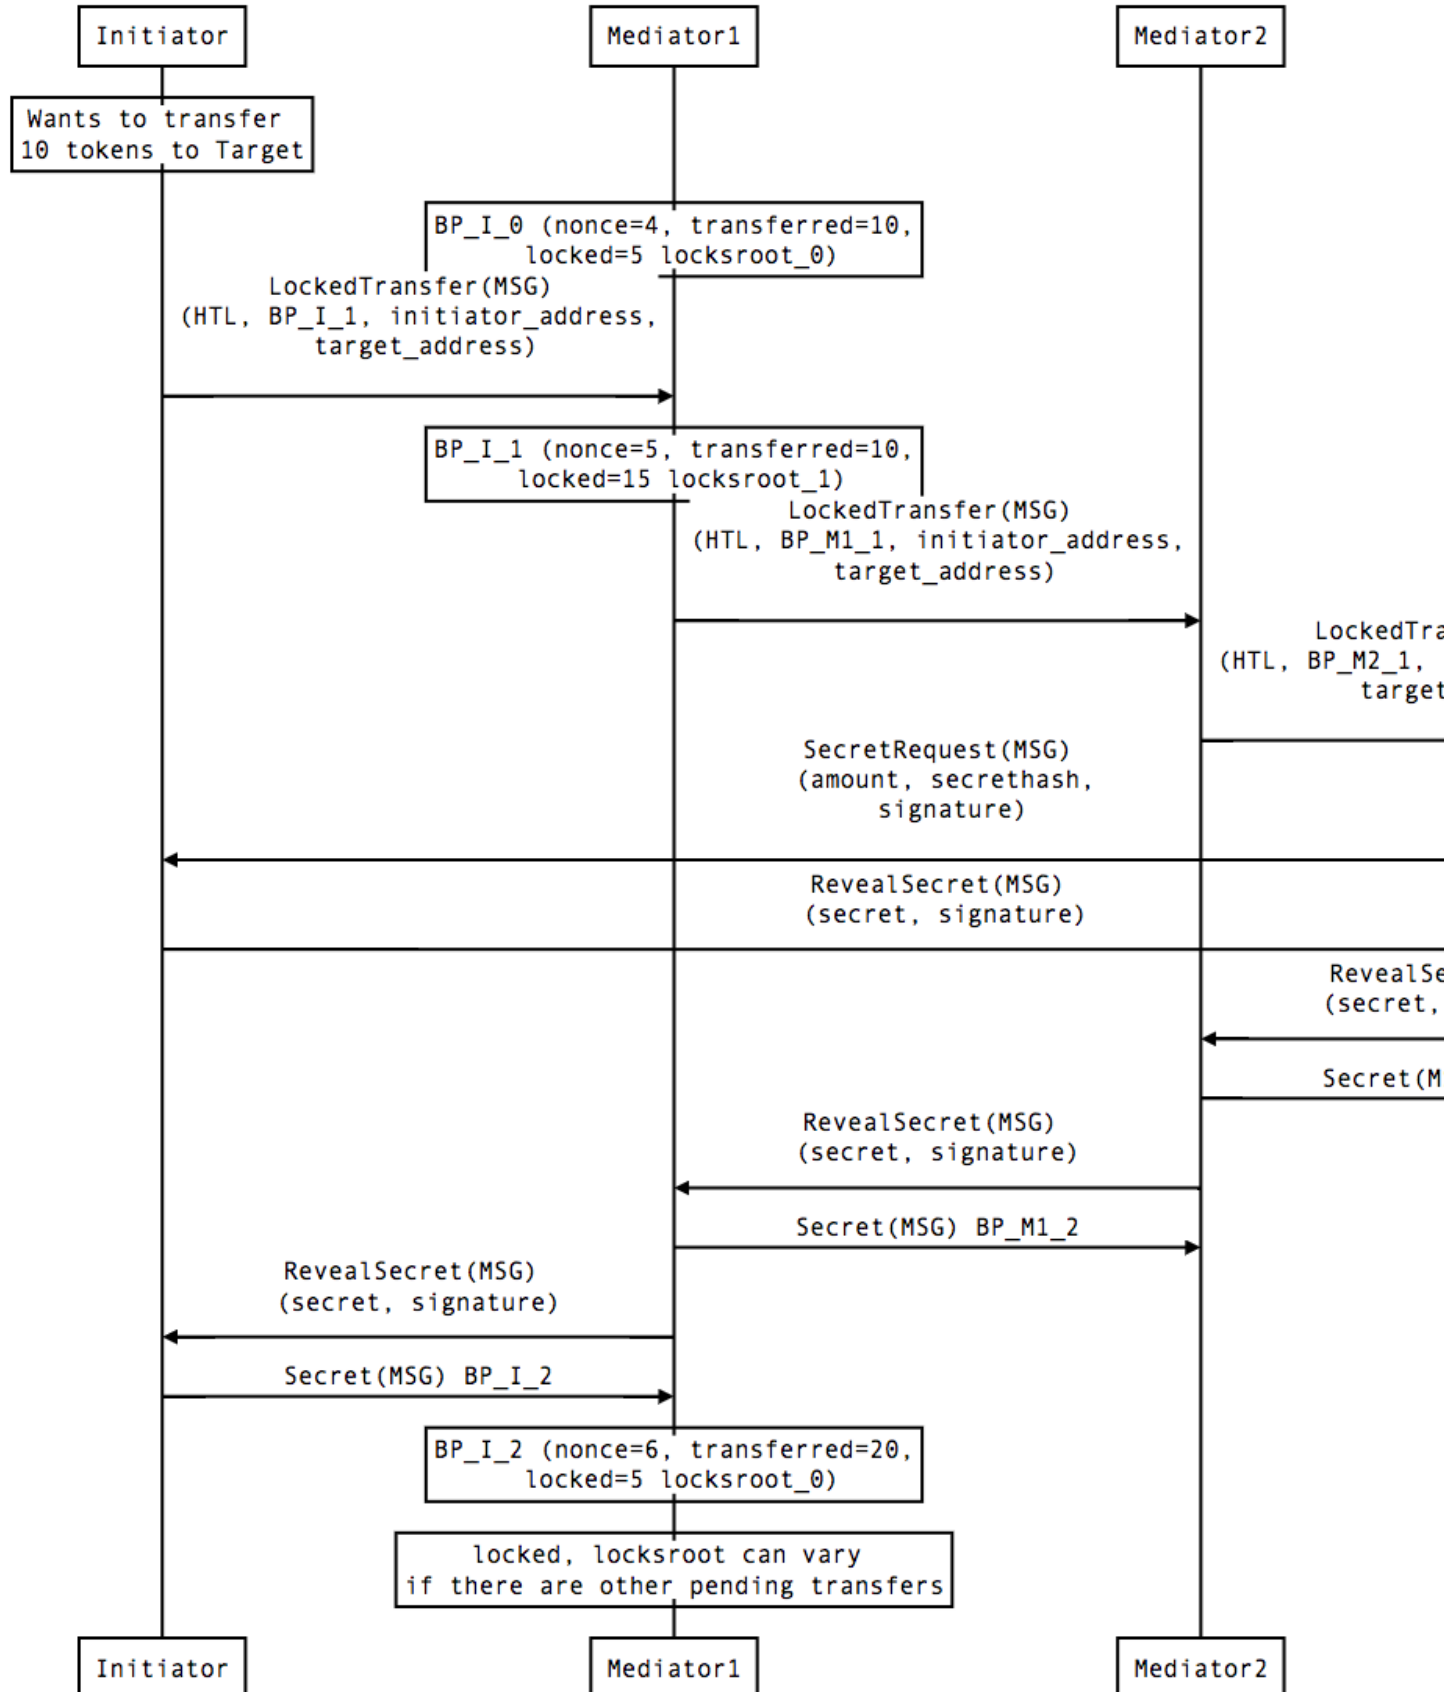 Initiator
Mediator1
Mediator2
Wants to transfer
10 tokens to Target
BP_I_0 (nonce=4, transferred=10,
locked=5 locksroot_0)
LockedTransfer(MSG)
(HTL, BP_I_1, initiator_address,
target_address)
BP_I_1 (nonce=5, transferred=10,
locked=15 locksroot_1)
LockedTransfer(MSG)
(HTL, BP_M1_1, initiator_address,
target_address)
LockedTra
(HTL, BP_M2_1,
target
SecretRequest(MSG)
(amount, secrethash,
signature)
RevealSecret(MSG)
(secret, signature)
RevealSe
(secret,
Secret(M
RevealSecret(MSG)
(secret, signature)
Secret(MSG) BP_M1_2
RevealSecret(MSG)
(secret, signature)
Secret(MSG) BP_I_2
BP_I_2 (nonce=6, transferred=20,
locked=5 locksroot_0)
locked, locksroot can vary
if there are other pending transfers
Initiator
Mediator1
Mediator2